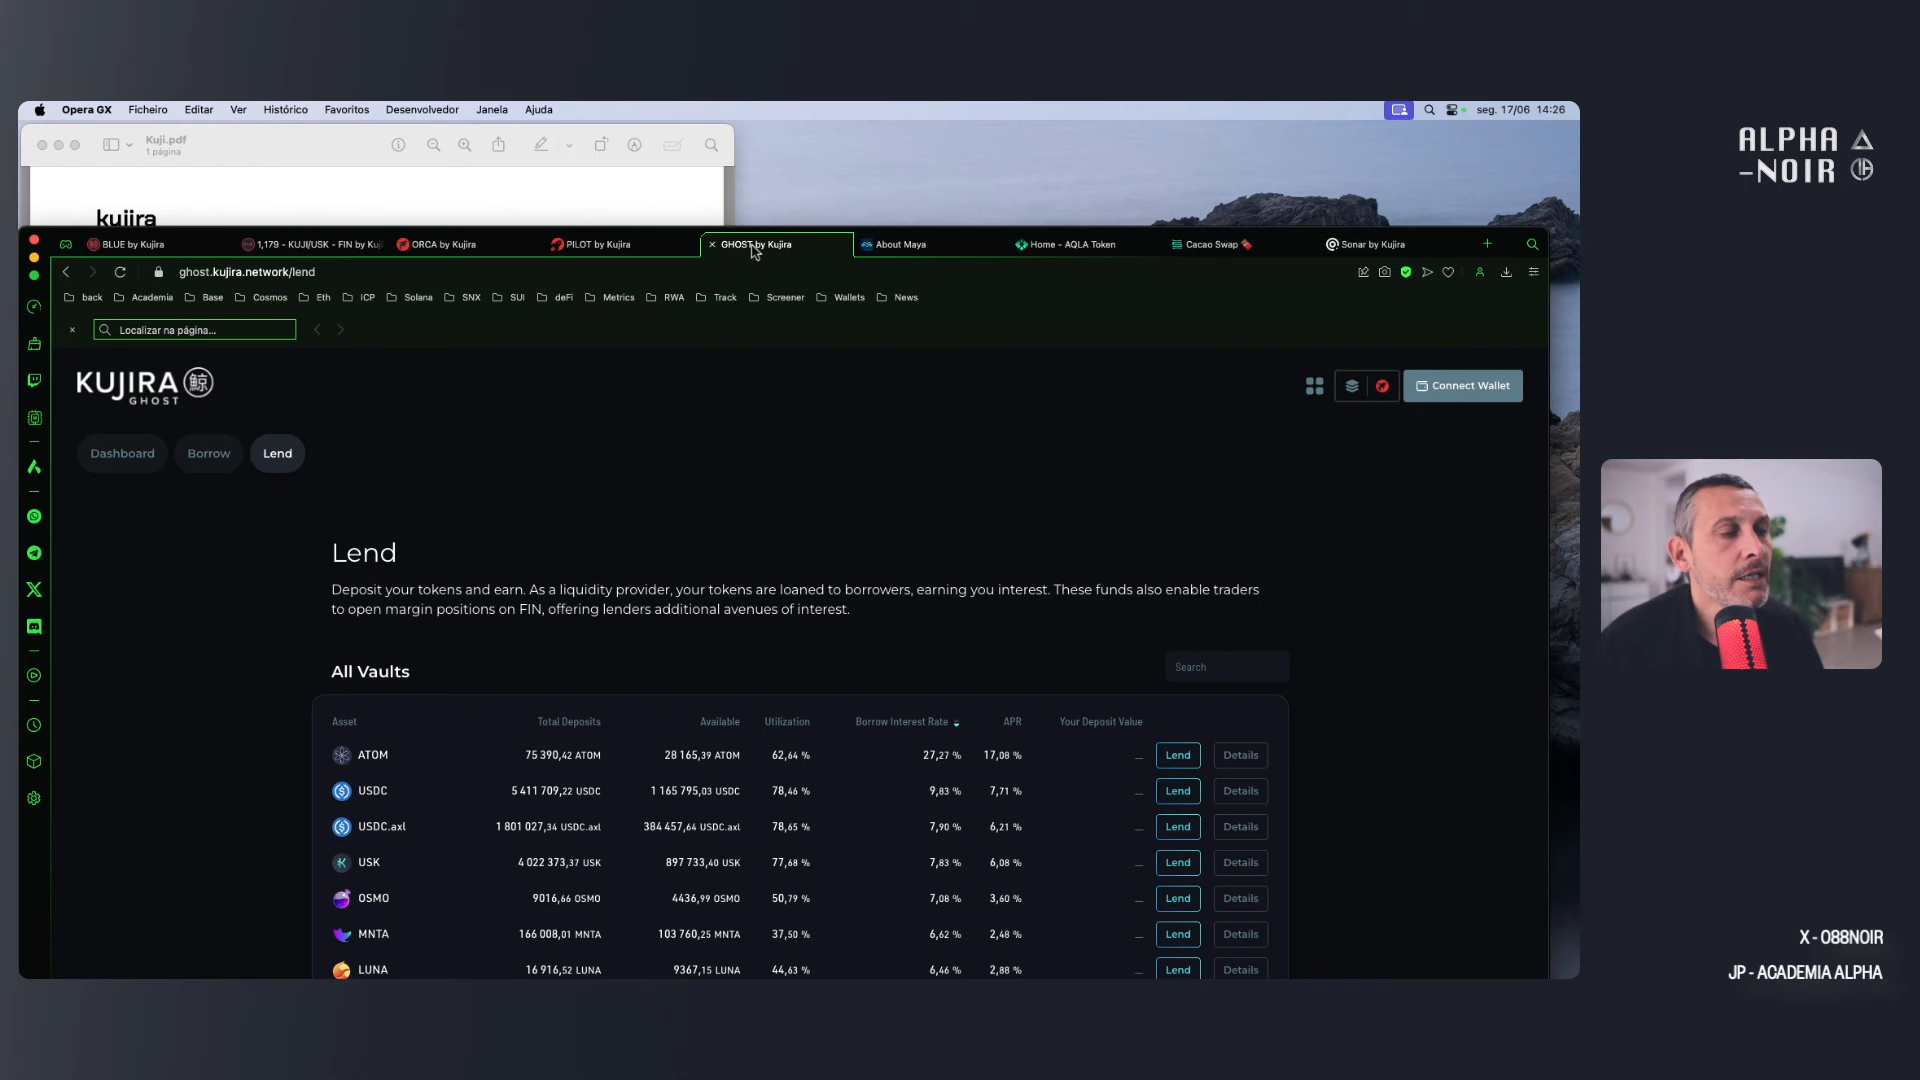 Opera GX Ficheiro Editar Ver Histórico Favoritos Desenvolvedor Janela Ajuda seg. 17/06 14:26
Kuji.pdf
1 página
kujira
BLUE by Kujira 1,179 - KUJI/USK - FIN by Kuj ORCA by Kujira PILOT by Kujira GHOST by Kujira About Maya Home - AQLA Token Cacao Swap Sonar by Kujira
ghost.kujira.network/lend
back Academia Base Cosmos Eth ICP Solana SNX SUI deFi Metrics RWA Track Screener Wallets News
Localizar na página...
KUJIRA 鯨
GHOST
Connect Wallet
Dashboard Borrow Lend
Lend
Deposit your tokens and earn. As a liquidity provider, your tokens are loaned to borrowers, earning you interest. These funds also enable traders
to open margin positions on FIN, offering lenders additional avenues of interest.
All Vaults Search
Asset Total Deposits Available Utilization Borrow Interest Rate APR Your Deposit Value
ATOM 75 390,42 ATOM 28 165,39 ATOM 62,64 % 27,27 % 17,08 % _ Lend Details
USDC 5 411 709,22 USDC 1 165 795,03 USDC 78,46 % 9,83 % 7,71 % _ Lend Details
USDC.axl 1 801 027,34 USDC.axl 384 457,64 USDC.axl 78,65 % 7,90 % 6,21 % _ Lend Details
USK 4 022 373,37 USK 897 733,40 USK 77,68 % 7,83 % 6,08 % _ Lend Details
OSMO 9016,66 OSMO 4436,99 OSMO 50,79 % 7,08 % 3,60 % _ Lend Details
MNTA 166 008,01 MNTA 103 760,25 MNTA 37,50 % 6,62 % 2,48 % _ Lend Details
LUNA 16 916,52 LUNA 9367,15 LUNA 44,63 % 6,46 % 2,88 % _ Lend Details
ALPHA
-NOIR
X - 088NOIR
JP - ACADEMIA ALPHA